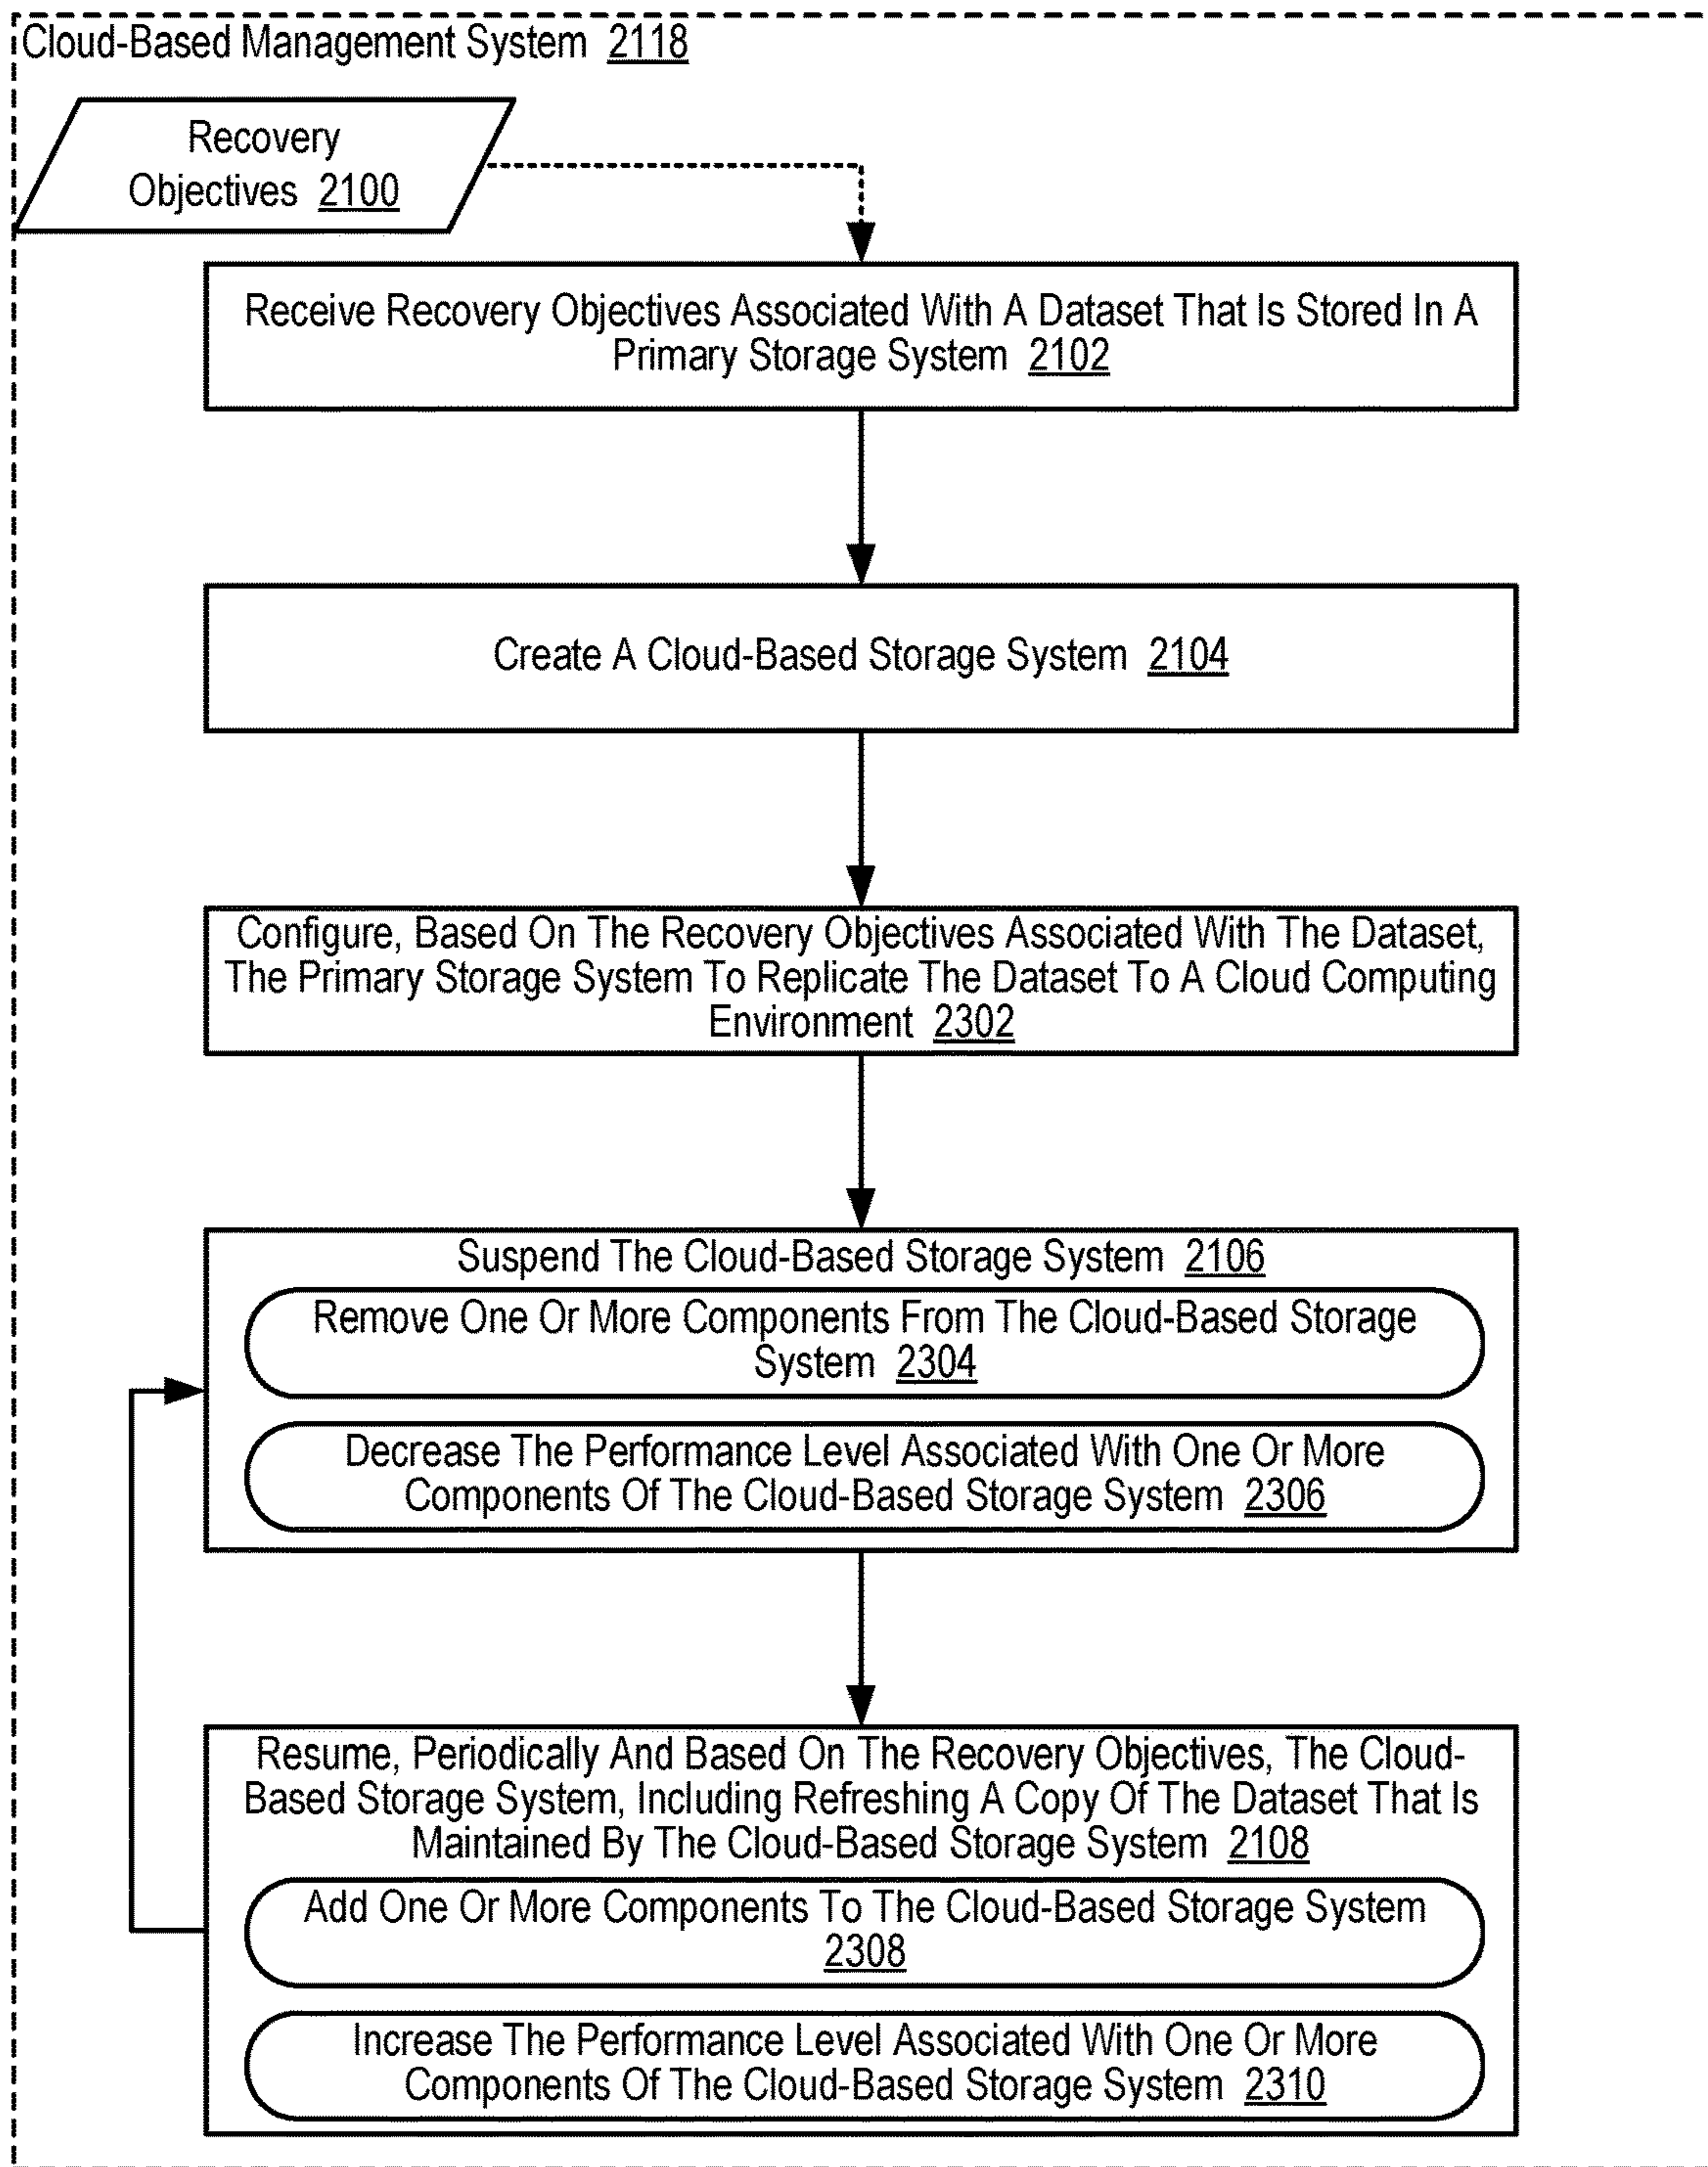 Cloud-Based Management System 2118
Recovery
Objectives 2100
Receive Recovery Objectives Associated With A Dataset That Is Stored In A
Primary Storage System 2102
Create A Cloud-Based Storage System 2104
Configure, Based On The Recovery Objectives Associated With The Dataset,
The Primary Storage System To Replicate The Dataset To A Cloud Computing
Environment 2302
Suspend The Cloud-Based Storage System 2106
Remove One Or More Components From The Cloud-Based Storage
System 2304
Decrease The Performance Level Associated With One Or More
Components Of The Cloud-Based Storage System 2306
Resume, Periodically And Based On The Recovery Objectives, The Cloud-
Based Storage System, Including Refreshing A Copy Of The Dataset That Is
Maintained By The Cloud-Based Storage System 2108
Add One Or More Components To The Cloud-Based Storage System
2308
Increase The Performance Level Associated With One Or More
Components Of The Cloud-Based Storage System 2310